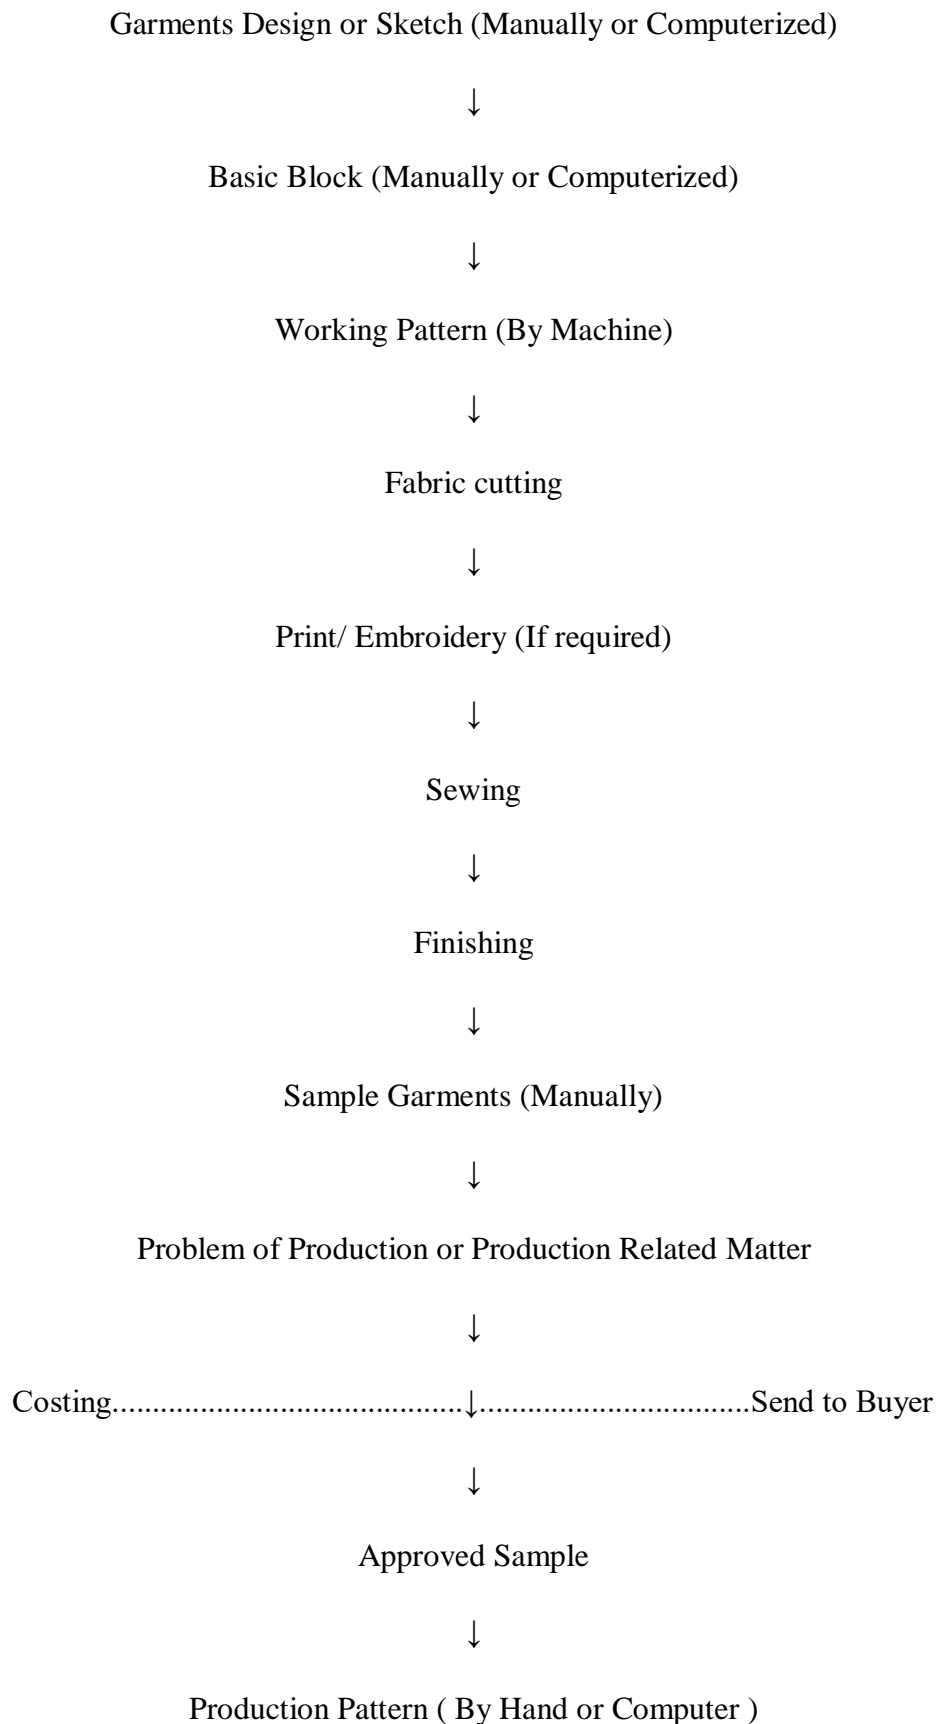 Garments Design or Sketch (Manually or Computerized)
↓
Basic Block (Manually or Computerized)
↓
Working Pattern (By Machine)
↓
Fabric cutting
↓
Print/ Embroidery (If required)
↓
Sewing
↓
Finishing
↓
Sample Garments (Manually)
↓
Problem of Production or Production Related Matter
↓
Costing............................................↓..................................Send to Buyer
↓
Approved Sample
↓
Production Pattern ( By Hand or Computer )